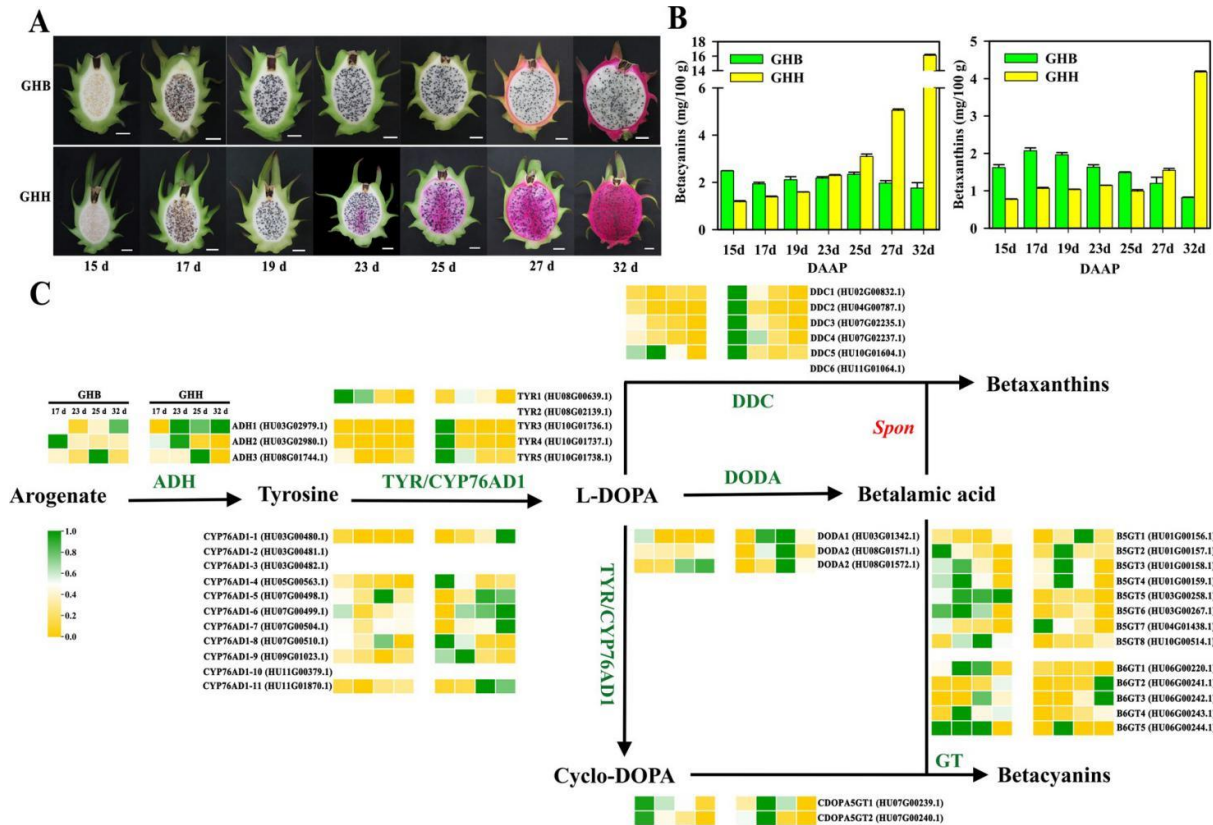 A
GHB
GHH
15 d 17 d 19 d 23 d 25 d 27 d 32 d
B
Betacyanins (mg/100 g)
18
16
14
6
4
2
0
GHB
GHH
15d 17d 19d 23d 25d 27d 32d
DAAP
Betaxanthins (mg/100 g)
5
4
3
2
1
0
GHB
GHH
15d 17d 19d 23d 25d 27d 32d
DAAP
C
DDC1 (HU02G00832.1)
DDC2 (HU04G00787.1)
DDC3 (HU07G02235.1)
DDC4 (HU07G02237.1)
DDC5 (HU10G01604.1)
DDC6 (HU11G01064.1)
GHB GHH
17 d 23 d 25 d 32 d 17 d 23 d 25 d 32 d
ADH1 (HU03G02979.1)
ADH2 (HU03G02980.1)
ADH3 (HU08G01744.1)
TYR1 (HU08G00639.1)
TYR2 (HU08G02139.1)
TYR3 (HU10G01736.1)
TYR4 (HU10G01737.1)
TYR5 (HU10G01738.1)
DDC
Betaxanthins
Spon
Arogenate
ADH
Tyrosine
TYR/CYP76AD1
L-DOPA
DODA
Betalamic acid
1.0
0.8
0.6
0.4
0.2
0.0
CYP76AD1-1 (HU03G00480.1)
CYP76AD1-2 (HU03G00481.1)
CYP76AD1-3 (HU03G00482.1)
CYP76AD1-4 (HU05G00563.1)
CYP76AD1-5 (HU07G00498.1)
CYP76AD1-6 (HU07G00499.1)
CYP76AD1-7 (HU07G00504.1)
CYP76AD1-8 (HU07G00510.1)
CYP76AD1-9 (HU09G01023.1)
CYP76AD1-10 (HU11G00379.1)
CYP76AD1-11 (HU11G01870.1)
TYR/CYP76AD1
DODA1 (HU03G01342.1)
DODA2 (HU08G01571.1)
DODA2 (HU08G01572.1)
B5GT1 (HU01G00156.1)
B5GT2 (HU01G00157.1)
B5GT3 (HU01G00158.1)
B5GT4 (HU01G00159.1)
B5GT5 (HU03G00258.1)
B5GT6 (HU03G00267.1)
B5GT7 (HU04G01438.1)
B5GT8 (HU10G00514.1)
B6GT1 (HU06G00220.1)
B6GT2 (HU06G00241.1)
B6GT3 (HU06G00242.1)
B6GT4 (HU06G00243.1)
B6GT5 (HU06G00244.1)
GT
Cyclo-DOPA
Betacyanins
CDOPA5GT1 (HU07G00239.1)
CDOPA5GT2 (HU07G00240.1)